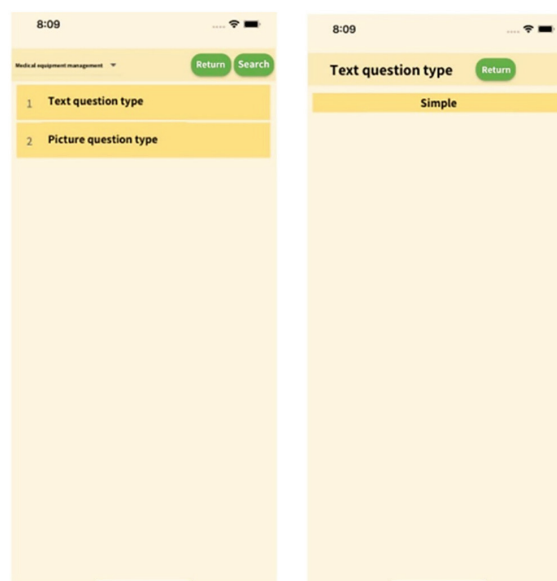 8:09
Medical equipment management
Return
Search
1 Text question type
2 Picture question type
8:09
Text question type
Return
Simple